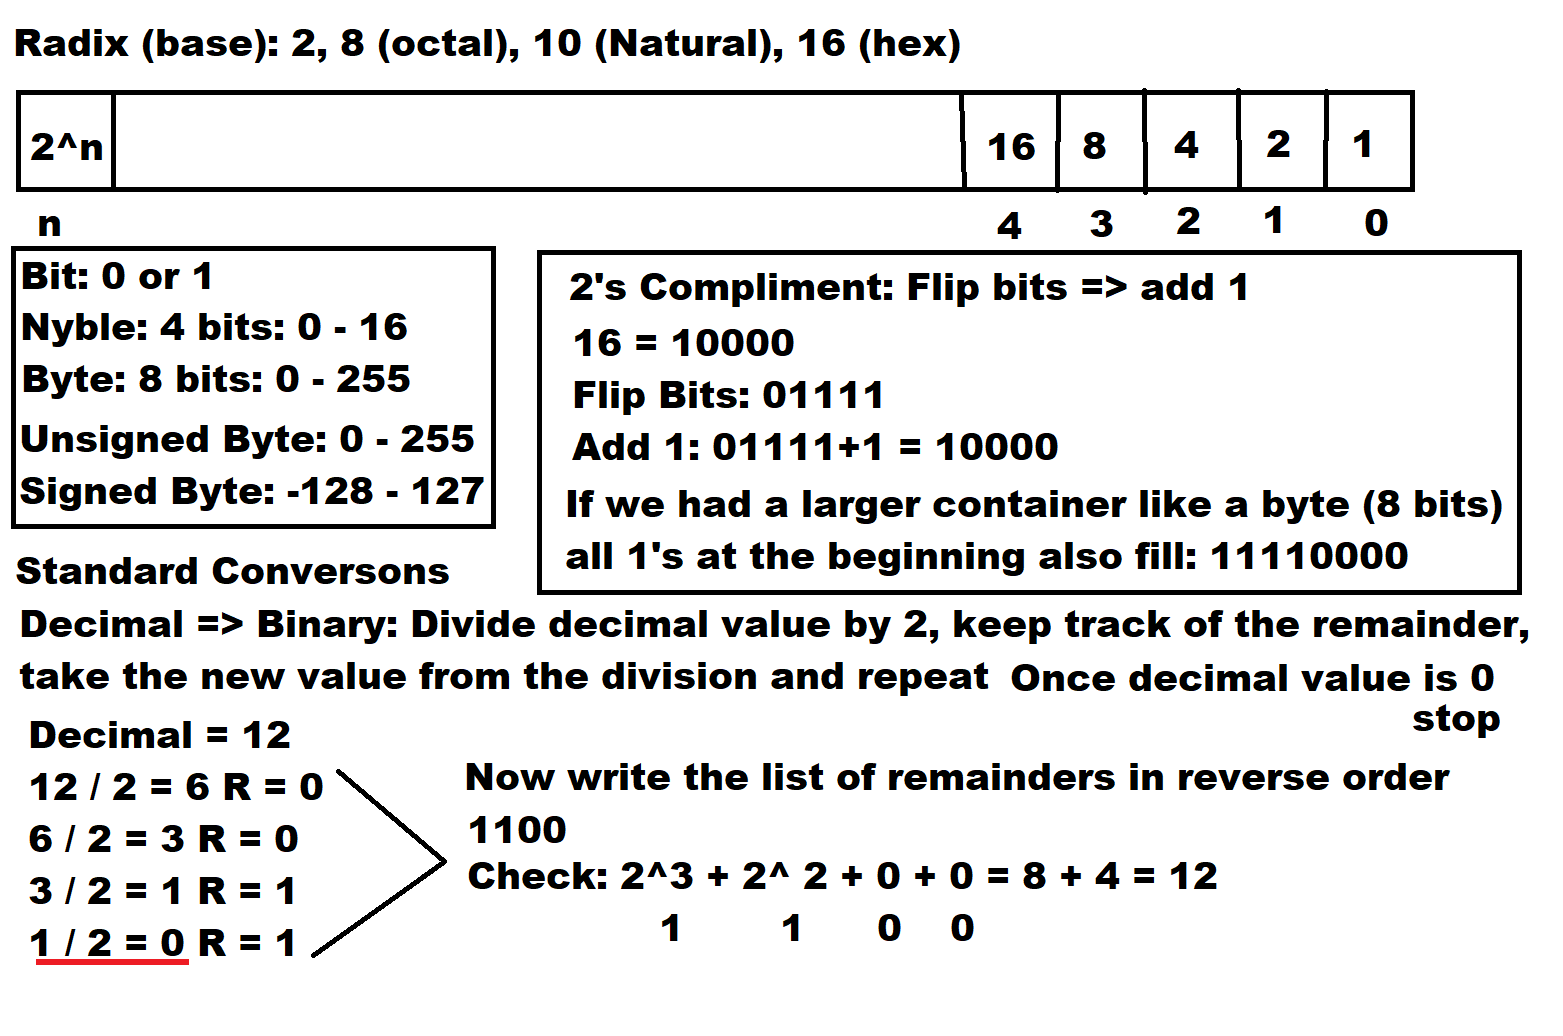 Radix (base): 2, 8 (octal), 10 (Natural), 16 (hex)
2^n 16 8 4 2 1
n 4 3 2 1 0
Bit: 0 or 1
Nyble: 4 bits: 0 - 16
Byte: 8 bits: 0 - 255
Unsigned Byte: 0 - 255
Signed Byte: -128 - 127
2's Compliment: Flip bits => add 1
16 = 10000
Flip Bits: 01111
Add 1: 01111+1 = 10000
If we had a larger container like a byte (8 bits)
all 1's at the beginning also fill: 11110000
Standard Conversons
Decimal => Binary: Divide decimal value by 2, keep track of the remainder,
take the new value from the division and repeat Once decimal value is 0
stop
Decimal = 12
12 / 2 = 6 R = 0
6 / 2 = 3 R = 0
3 / 2 = 1 R = 1
1 / 2 = 0 R = 1
Now write the list of remainders in reverse order
1100
Check: 2^3 + 2^ 2 + 0 + 0 = 8 + 4 = 12
1 1 0 0